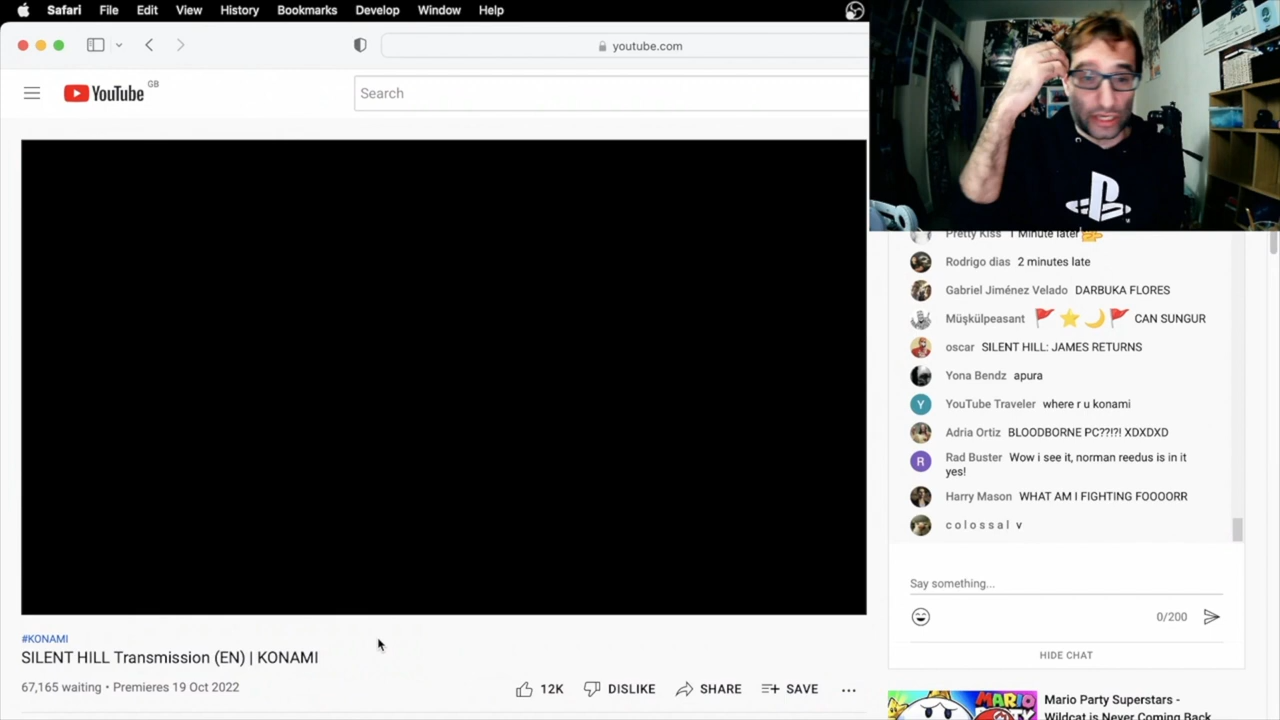 Safari File Edit View History Bookmarks Develop Window Help
youtube.com
YouTube GB
Search
Pretty Kiss 1 Minute later
Rodrigo dias 2 minutes late
Gabriel Jiménez Velado DARBUKA FLORES
Müşkülpeasant 🚩⭐🌙🚩 CAN SUNGUR
oscar SILENT HILL: JAMES RETURNS
Yona Bendz apura
Y YouTube Traveler where r u konami
Adria Ortiz BLOODBORNE PC??!?! XDXDXD
R Rad Buster Wow i see it, norman reedus is in it
yes!
Harry Mason WHAT AM I FIGHTING FOOOORR
c o l o s s a l v
Say something...
0/200
HIDE CHAT
#KONAMI
SILENT HILL Transmission (EN) | KONAMI
67,165 waiting • Premieres 19 Oct 2022
12K DISLIKE SHARE SAVE ...
MARIO
Mario Party Superstars -
Wildcat is Never Coming Back